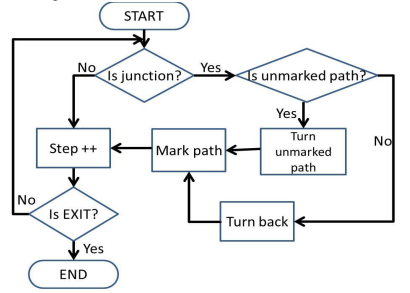 START
No
Is junction?
Yes
Is unmarked path?
Yes
No
Step ++
Mark path
Turn
unmarked
path
No
Is EXIT?
Turn back
Yes
END